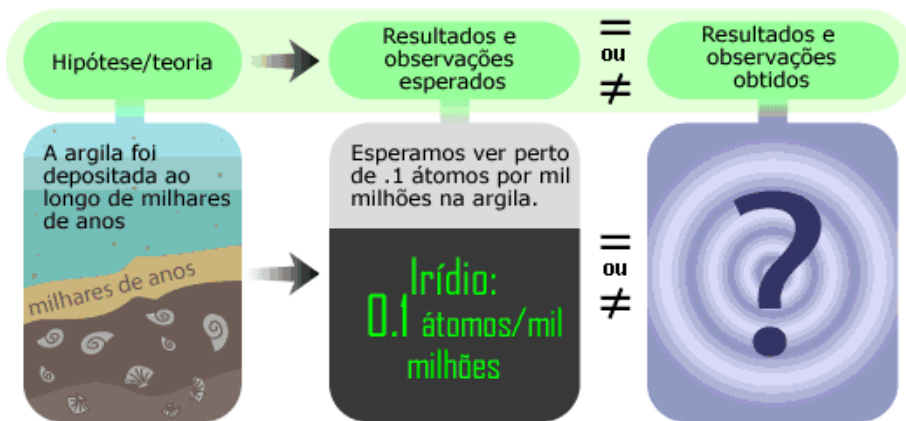 Hipótese/teoria
Resultados e
observações
esperados
=
ou
≠
Resultados e
observações
obtidos
A argila foi
depositada ao
longo de milhares
de anos
milhares de anos
Esperamos ver perto
de .1 átomos por mil
milhões na argila.
Irídio:
0.1 átomos/mil
milhões
=
ou
≠
?